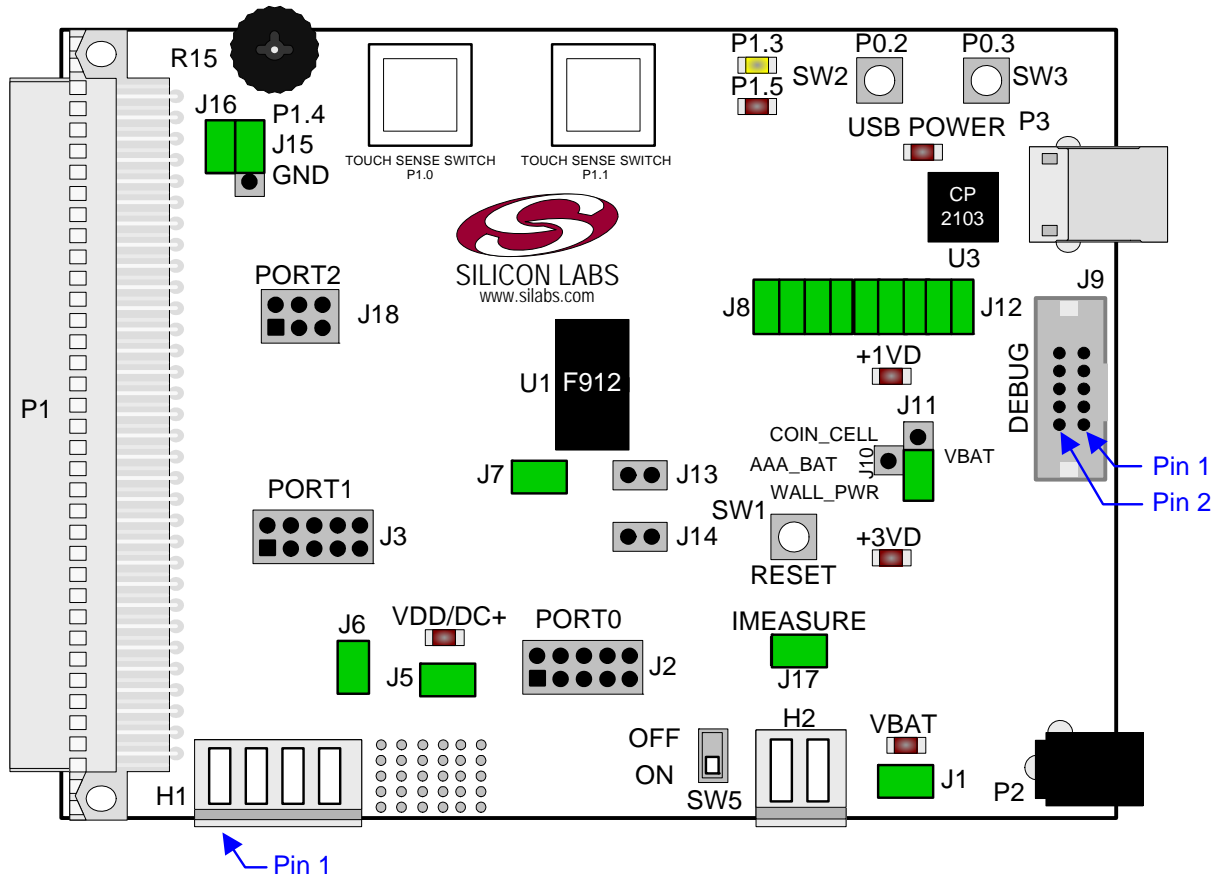 R15
P1.3
P0.2
P0.3
SW2
SW3
P1.5
J16
P1.4
J15
GND
TOUCH SENSE SWITCH
P1.0
TOUCH SENSE SWITCH
P1.1
USB POWER
P3
CP
2103
U3
SILICON LABS
www.silabs.com
PORT2
J18
J8
J12
J9
+1VD
U1
F912
DEBUG
P1
J11
COIN_CELL
AAA_BAT
J10
VBAT
WALL_PWR
J7
J13
Pin 1
Pin 2
PORT1
J3
J14
SW1
RESET
+3VD
J6
VDD/DC+
J5
PORT0
J2
IMEASURE
J17
H2
VBAT
OFF
ON
SW5
J1
P2
H1
Pin 1